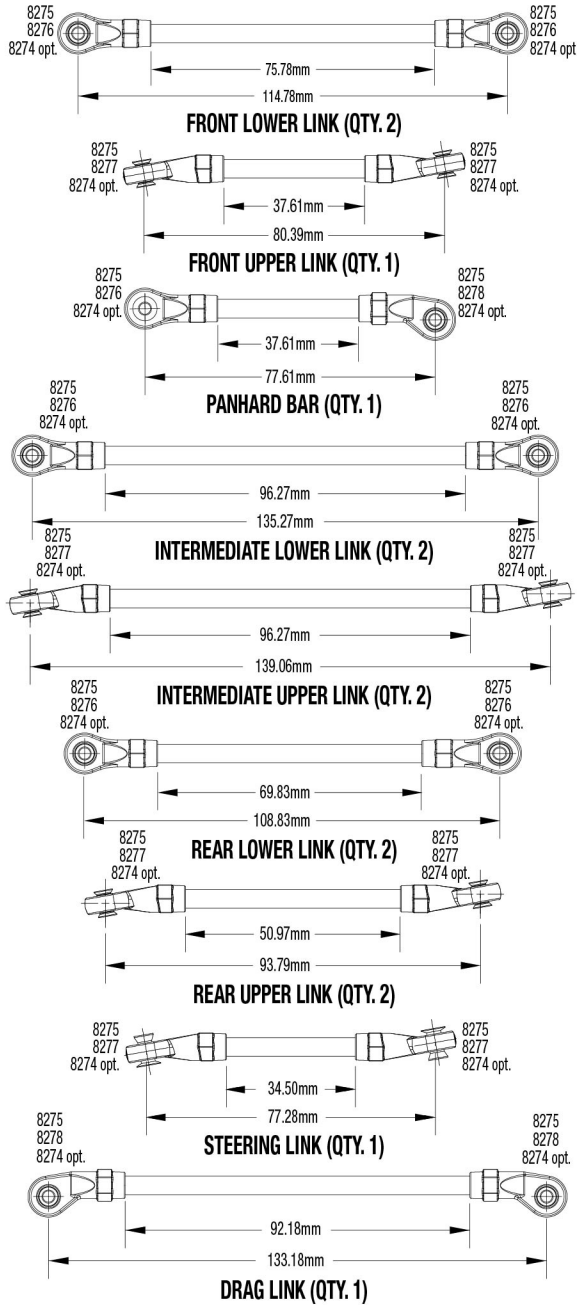 8275
8276
8274 opt.
8275
8276
8274 opt.
75.78mm
114.78mm
FRONT LOWER LINK (QTY. 2)
8275
8277
8274 opt.
8275
8277
8274 opt.
37.61mm
80.39mm
FRONT UPPER LINK (QTY. 1)
8275
8276
8274 opt.
8275
8278
8274 opt.
37.61mm
77.61mm
PANHARD BAR (QTY. 1)
8275
8276
8274 opt.
8275
8276
8274 opt.
96.27mm
135.27mm
INTERMEDIATE LOWER LINK (QTY. 2)
8275
8277
8274 opt.
8275
8277
8274 opt.
96.27mm
139.06mm
INTERMEDIATE UPPER LINK (QTY. 2)
8275
8276
8274 opt.
8275
8276
8274 opt.
69.83mm
108.83mm
REAR LOWER LINK (QTY. 2)
8275
8277
8274 opt.
8275
8277
8274 opt.
50.97mm
93.79mm
REAR UPPER LINK (QTY. 2)
8275
8277
8274 opt.
8275
8277
8274 opt.
34.50mm
77.28mm
STEERING LINK (QTY. 1)
8275
8278
8274 opt.
8275
8278
8274 opt.
92.18mm
133.18mm
DRAG LINK (QTY. 1)